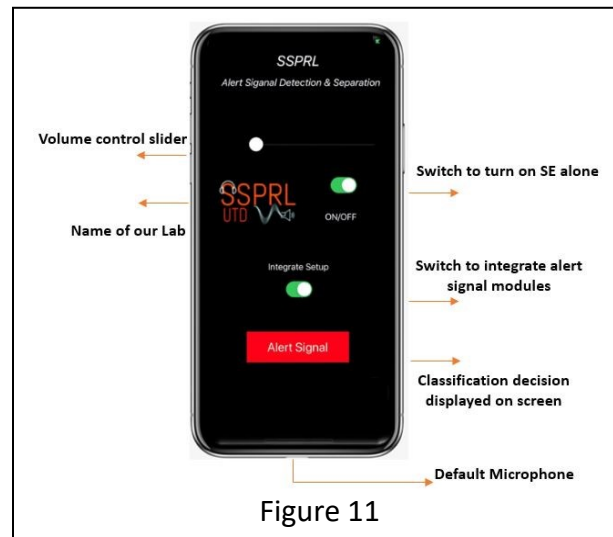 SSPRL
Alert Siganal Detection & Separation
Volume control slider
SSPRL
UTD
ON/OFF
Switch to turn on SE alone
Name of our Lab
Integrate Setup
Switch to integrate alert
signal modules
Alert Signal
Classification decision
displayed on screen
Default Microphone
Figure 11